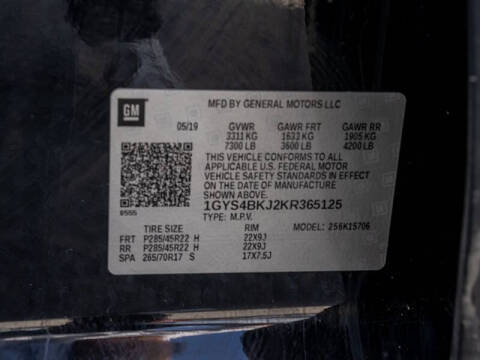 GM
MFD BY GENERAL MOTORS LLC
05/19 GVWR GAWR FRT GAWR RR
3311 KG 1633 KG 1905 KG
7300 LB 3600 LB 4200 LB
THIS VEHICLE CONFORMS TO ALL
APPLICABLE U.S. FEDERAL MOTOR
VEHICLE SAFETY STANDARDS IN EFFECT
ON THE DATE OF MANUFACTURE
SHOWN ABOVE.
1GYS4BKJ2KR365125
TYPE: M.P.V.
TIRE SIZE RIM MODEL: 256K15706
FRT P285/45R22 H 22X9J
RR P285/45R22 H 22X9J
SPA 265/70R17 S 17X7.5J